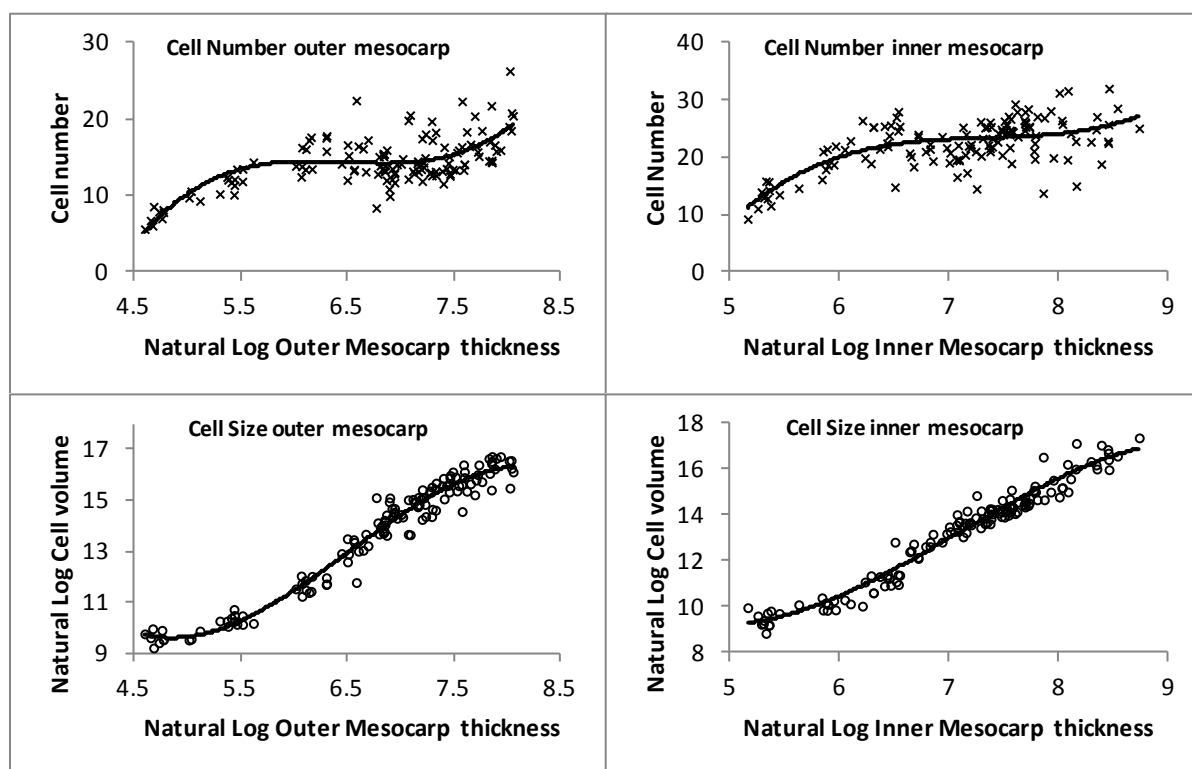 Cell Number outer mesocarp
Cell number
30
20
10
0
4.5 5.5 6.5 7.5 8.5
Natural Log Outer Mesocarp thickness
Cell Number inner mesocarp
Cell Number
40
30
20
10
0
5 6 7 8 9
Natural Log Inner Mesocarp thickness
Cell Size outer mesocarp
Natural Log Cell volume
17
15
13
11
9
4.5 5.5 6.5 7.5 8.5
Natural Log Outer Mesocarp thickness
Cell Size inner mesocarp
Natural Log Cell volume
18
16
14
12
10
8
5 6 7 8 9
Natural Log Inner Mesocarp thickness